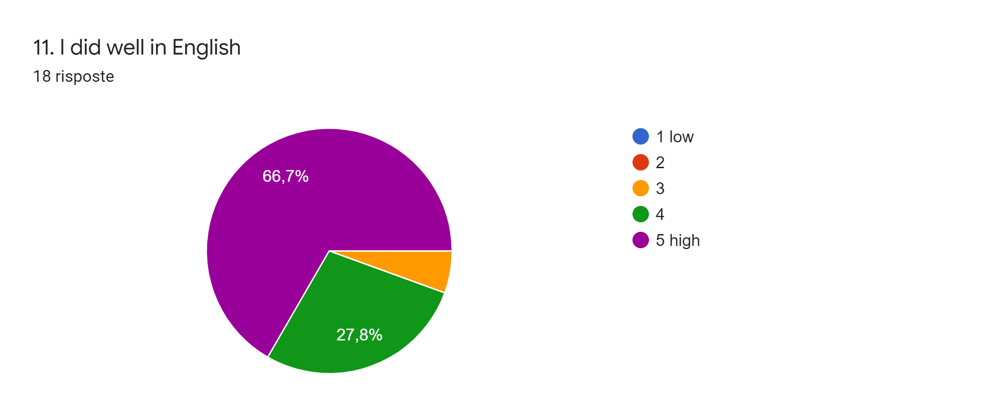 11. I did well in English
18 risposte
66,7%
27,8%
1 low
2
3
4
5 high